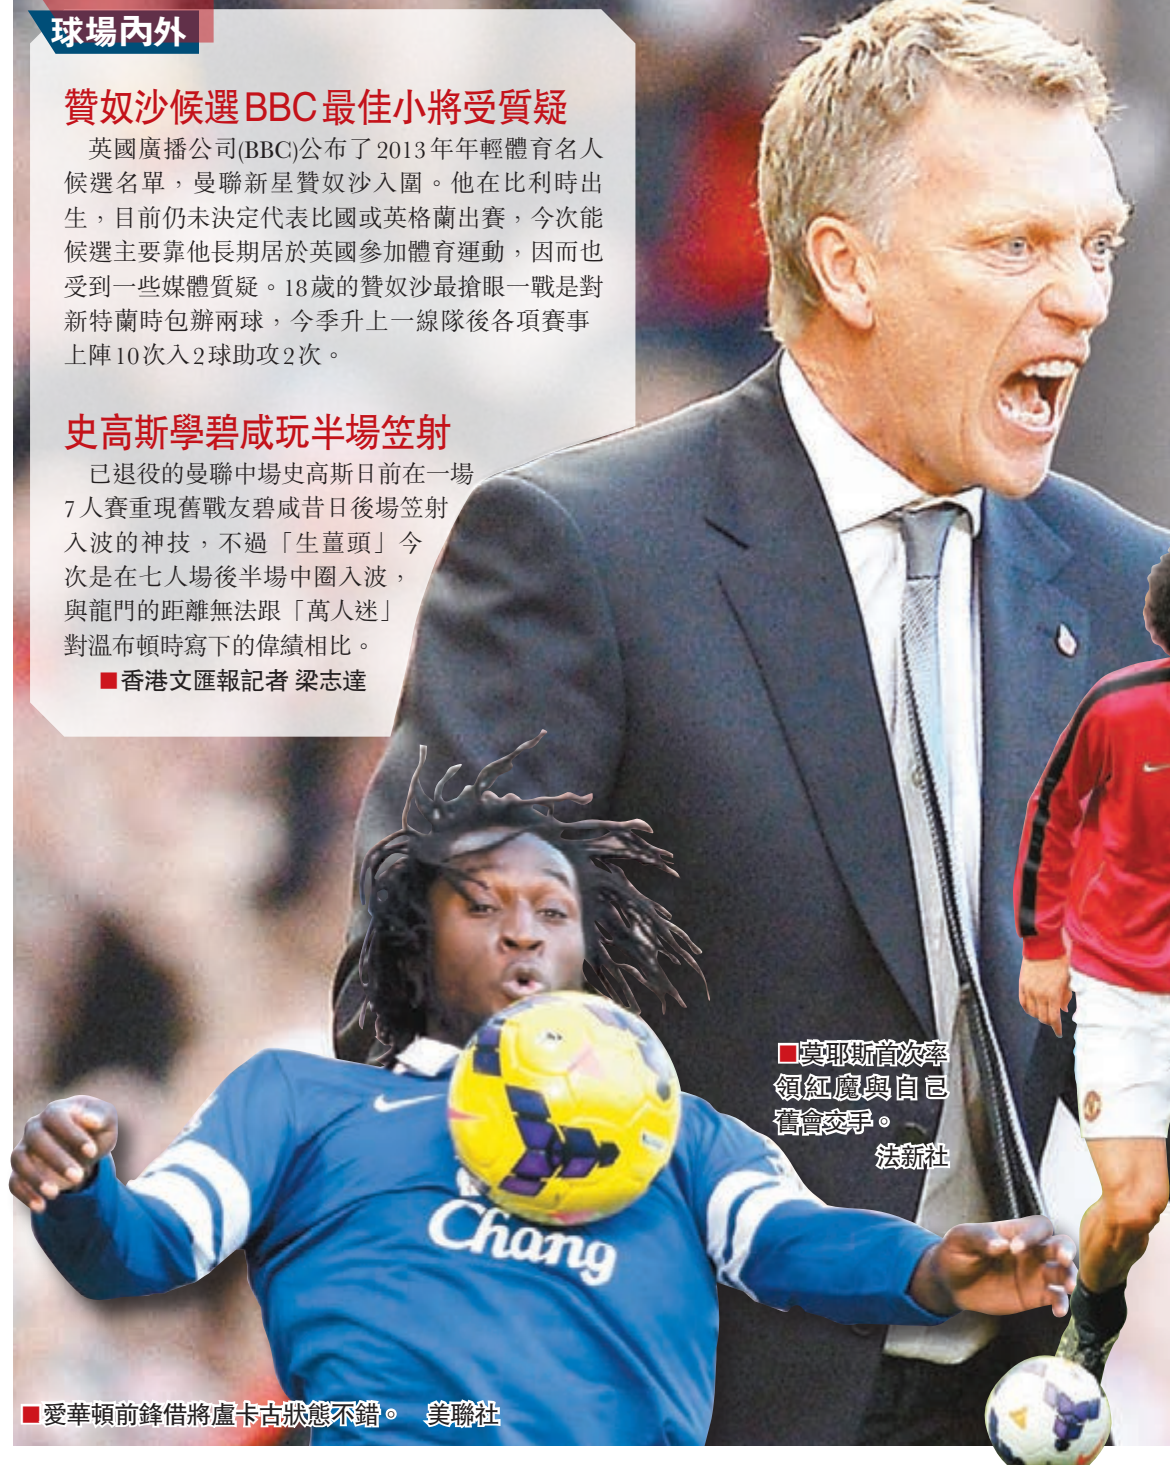 球場內外
贊奴沙候選BBC最佳小將受質疑
英國廣播公司(BBC)公布了2013年年輕體育名人
候選名單，曼聯新星贊奴沙入圍。他在比利時出
生，目前仍未決定代表比國或英格蘭出賽，今次能
候選主要靠他長期居於英國參加體育運動，因而也
受到一些媒體質疑。18歲的贊奴沙最搶眼一戰是對
新特蘭時包辦兩球，今季升上一線隊後各項賽事
上陣10次入2球助攻2次。
史高斯學碧咸玩半場笠射
已退役的曼聯中場史高斯日前在一場
7人賽重現舊戰友碧咸昔日後場笠射
入波的神技，不過「生薑頭」今
次是在七人場後半場中圈入波，
與龍門的距離無法跟「萬人迷」
對溫布頓時寫下的偉績相比。
■香港文匯報記者 梁志達
■莫耶斯首次率
領紅魔與自己
舊會交手。
法新社
Chang
■愛華頓前鋒借將盧卡古狀態不錯。 美聯社